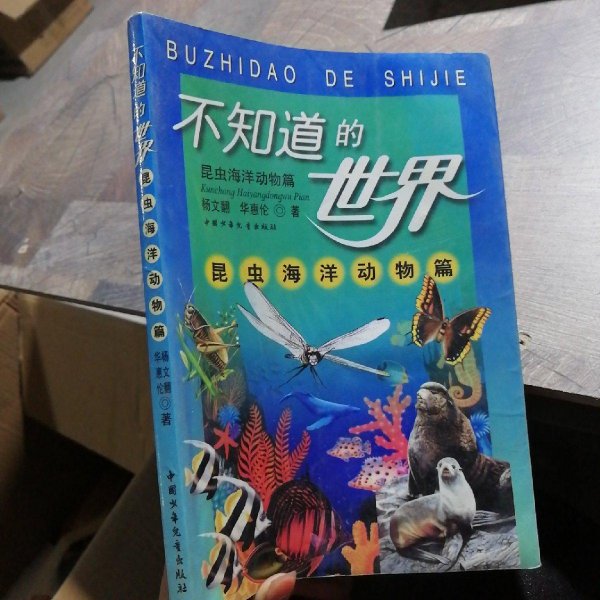 BUZHIDAO DE SHIJIE
不知道的
世界
昆虫海洋动物篇
Kunchong Haiyangdongwu Pian
杨文翾 华惠伦 ◎ 著
中国少年儿童出版社
昆虫海洋动物篇
不知道的世界
昆虫海洋动物篇
杨文翾 华惠伦 ◎ 著
中国少年儿童出版社